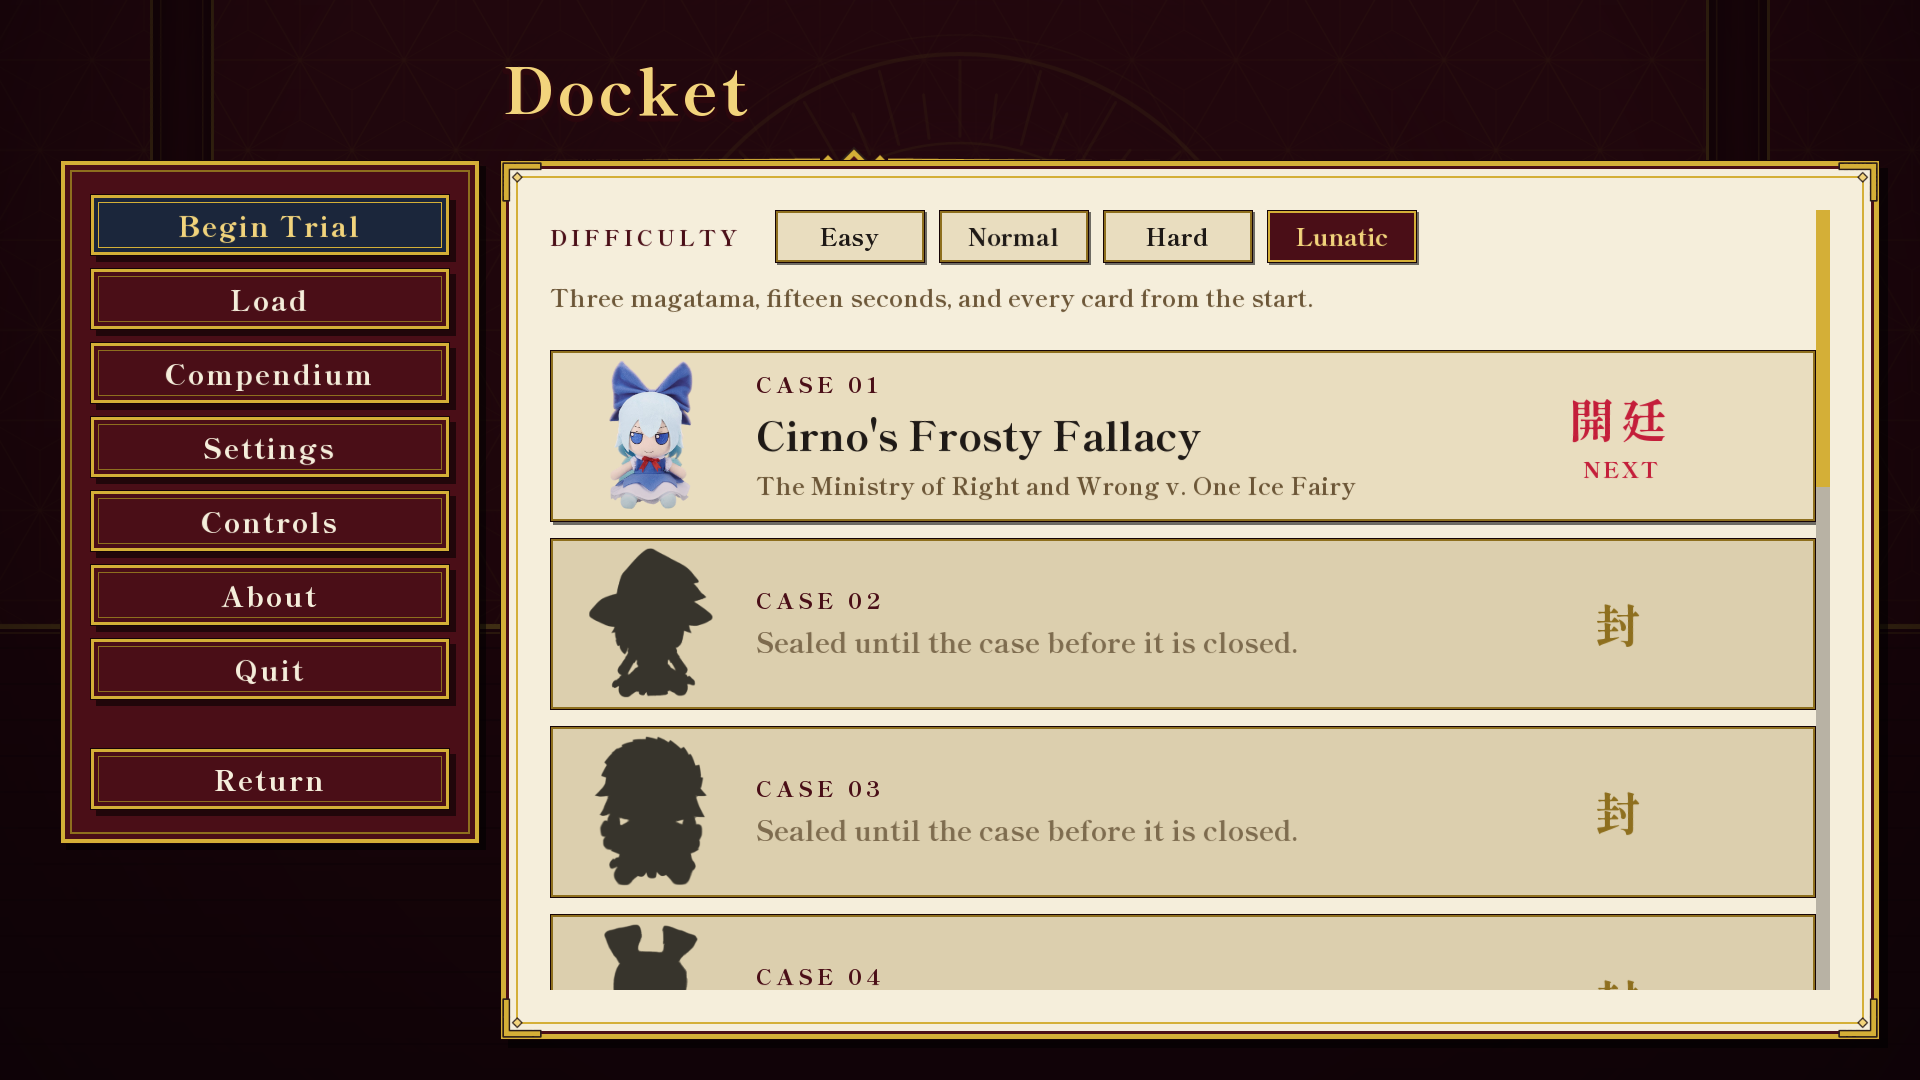 Docket
Begin Trial
Load
Compendium
Settings
Controls
About
Quit
Return
DIFFICULTY
Easy
Normal
Hard
Lunatic
Three magatama, fifteen seconds, and every card from the start.
CASE 01
Cirno's Frosty Fallacy
The Ministry of Right and Wrong v. One Ice Fairy
開廷
NEXT
CASE 02
Sealed until the case before it is closed.
封
CASE 03
Sealed until the case before it is closed.
封
CASE 04